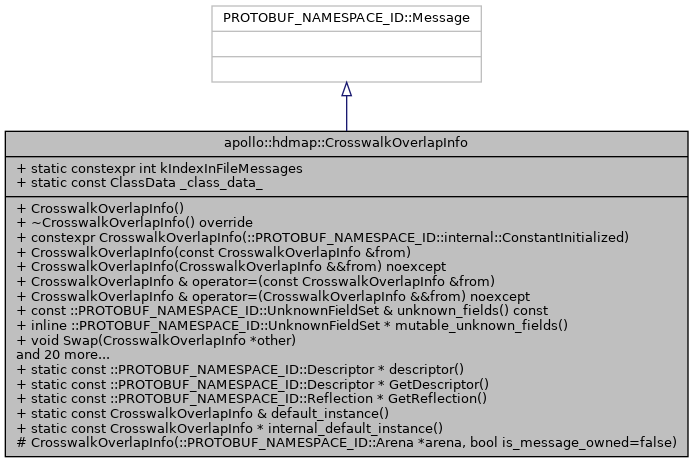 PROTOBUF_NAMESPACE_ID::Message
apollo::hdmap::CrosswalkOverlapInfo
+ static constexpr int kIndexInFileMessages
+ static const ClassData _class_data_
+ CrosswalkOverlapInfo()
+ ~CrosswalkOverlapInfo() override
+ constexpr CrosswalkOverlapInfo(::PROTOBUF_NAMESPACE_ID::internal::ConstantInitialized)
+ CrosswalkOverlapInfo(const CrosswalkOverlapInfo &from)
+ CrosswalkOverlapInfo(CrosswalkOverlapInfo &&from) noexcept
+ CrosswalkOverlapInfo & operator=(const CrosswalkOverlapInfo &from)
+ CrosswalkOverlapInfo & operator=(CrosswalkOverlapInfo &&from) noexcept
+ const ::PROTOBUF_NAMESPACE_ID::UnknownFieldSet & unknown_fields() const
+ inline ::PROTOBUF_NAMESPACE_ID::UnknownFieldSet * mutable_unknown_fields()
+ void Swap(CrosswalkOverlapInfo *other)
and 20 more...
+ static const ::PROTOBUF_NAMESPACE_ID::Descriptor * descriptor()
+ static const ::PROTOBUF_NAMESPACE_ID::Descriptor * GetDescriptor()
+ static const ::PROTOBUF_NAMESPACE_ID::Reflection * GetReflection()
+ static const CrosswalkOverlapInfo & default_instance()
+ static const CrosswalkOverlapInfo * internal_default_instance()
# CrosswalkOverlapInfo(::PROTOBUF_NAMESPACE_ID::Arena *arena, bool is_message_owned=false)